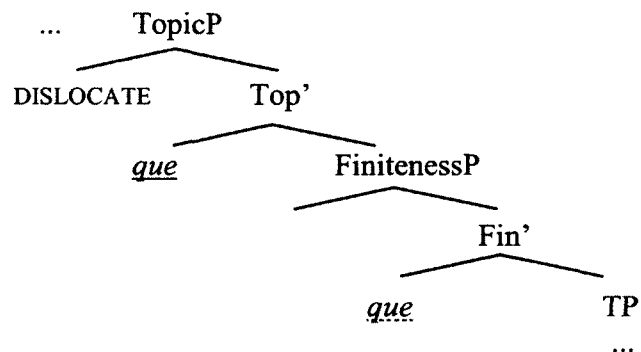 ... TopicP
DISLOCATE Top’
que FinitenessP
Fin’
que TP
...